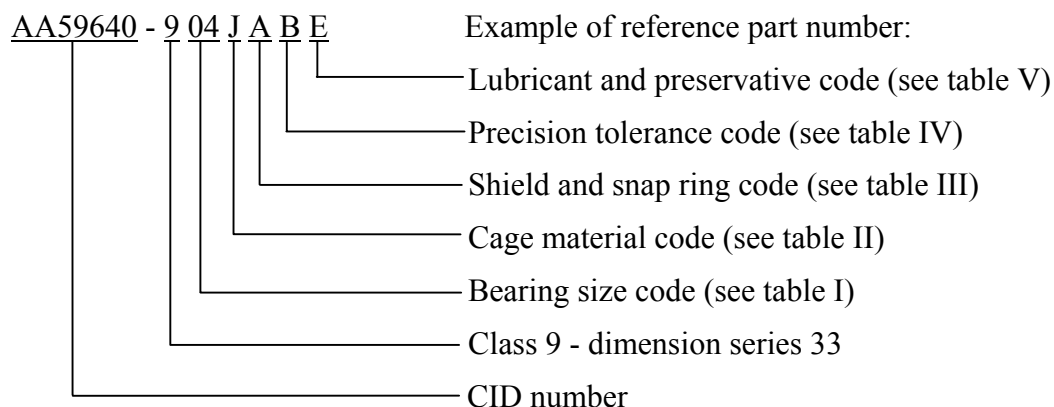 AA59640 - 9 04 J A B E Example of reference part number:
Lubricant and preservative code (see table V)
Precision tolerance code (see table IV)
Shield and snap ring code (see table III)
Cage material code (see table II)
Bearing size code (see table I)
Class 9 - dimension series 33
CID number